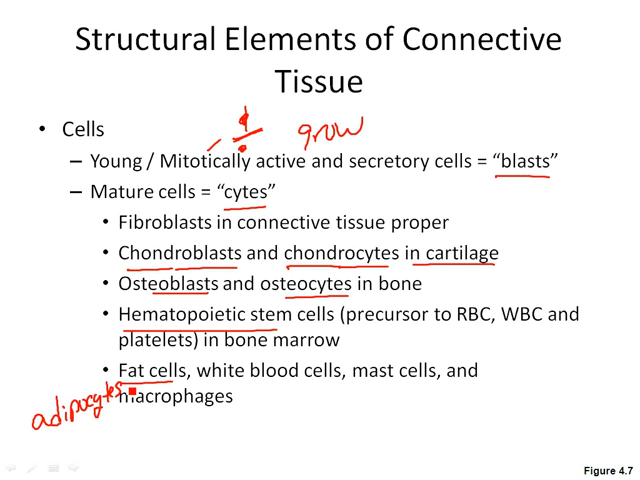 Structural Elements of Connective
Tissue
• Cells
grow
– Young / Mitotically active and secretory cells = “blasts”
– Mature cells = “cytes”
• Fibroblasts in connective tissue proper
• Chondroblasts and chondrocytes in cartilage
• Osteoblasts and osteocytes in bone
• Hematopoietic stem cells (precursor to RBC, WBC and
platelets) in bone marrow
• Fat cells, white blood cells, mast cells, and
adipocytes
macrophages
Figure 4.7